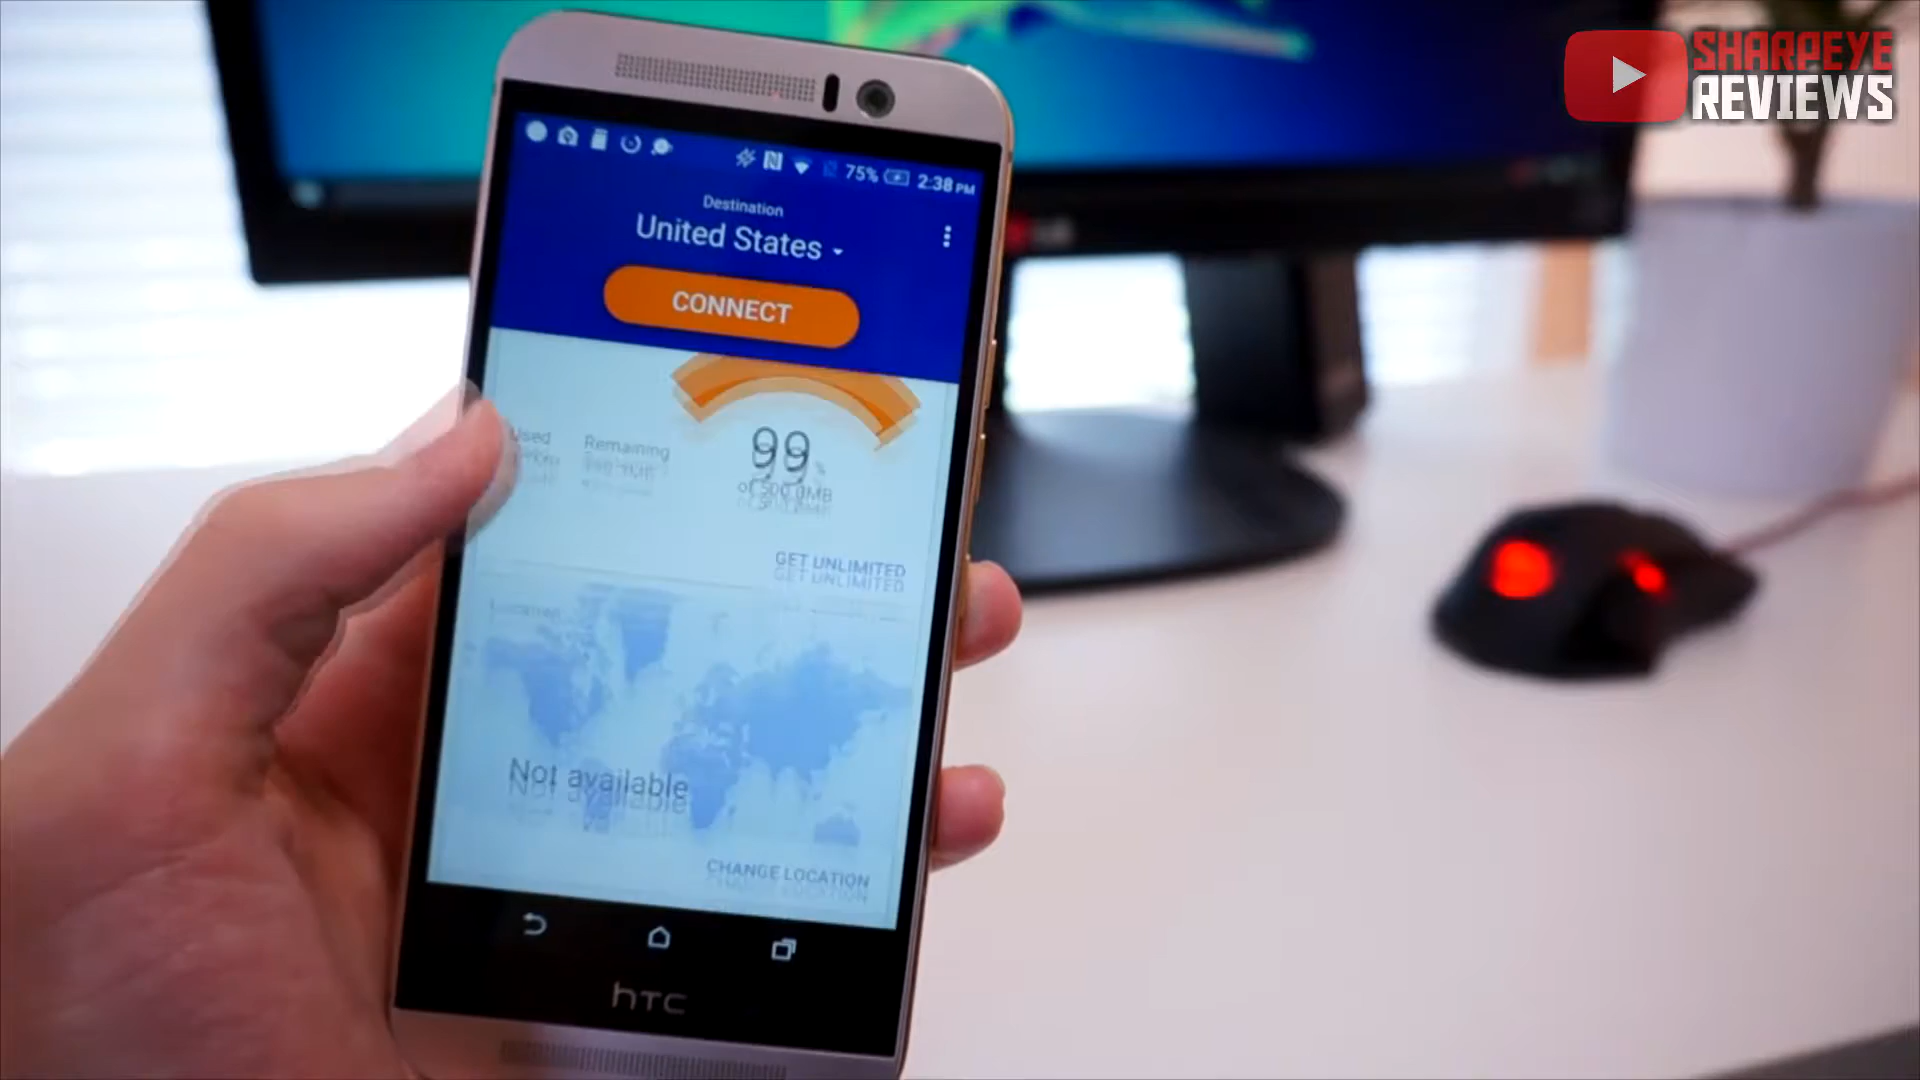 SHARPEYE
REVIEWS
75% 2:38 PM
Destination
United States
CONNECT
Used
Remaining
99%
of 500.0MB
GET UNLIMITED
Not available
CHANGE LOCATION
hTC